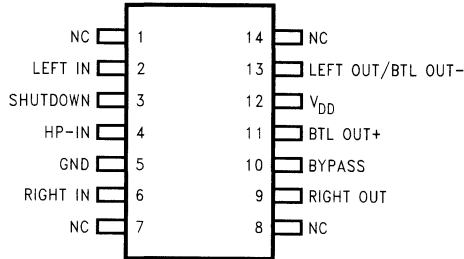 NC 1 14 NC
LEFT IN 2 13 LEFT OUT/BTL OUT-
SHUTDOWN 3 12 VDD
HP-IN 4 11 BTL OUT+
GND 5 10 BYPASS
RIGHT IN 6 9 RIGHT OUT
NC 7 8 NC